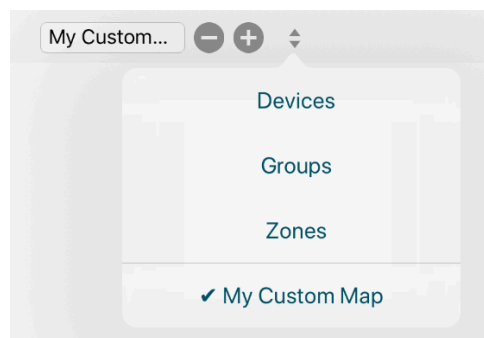 My Custom...
Devices
Groups
Zones
✔ My Custom Map